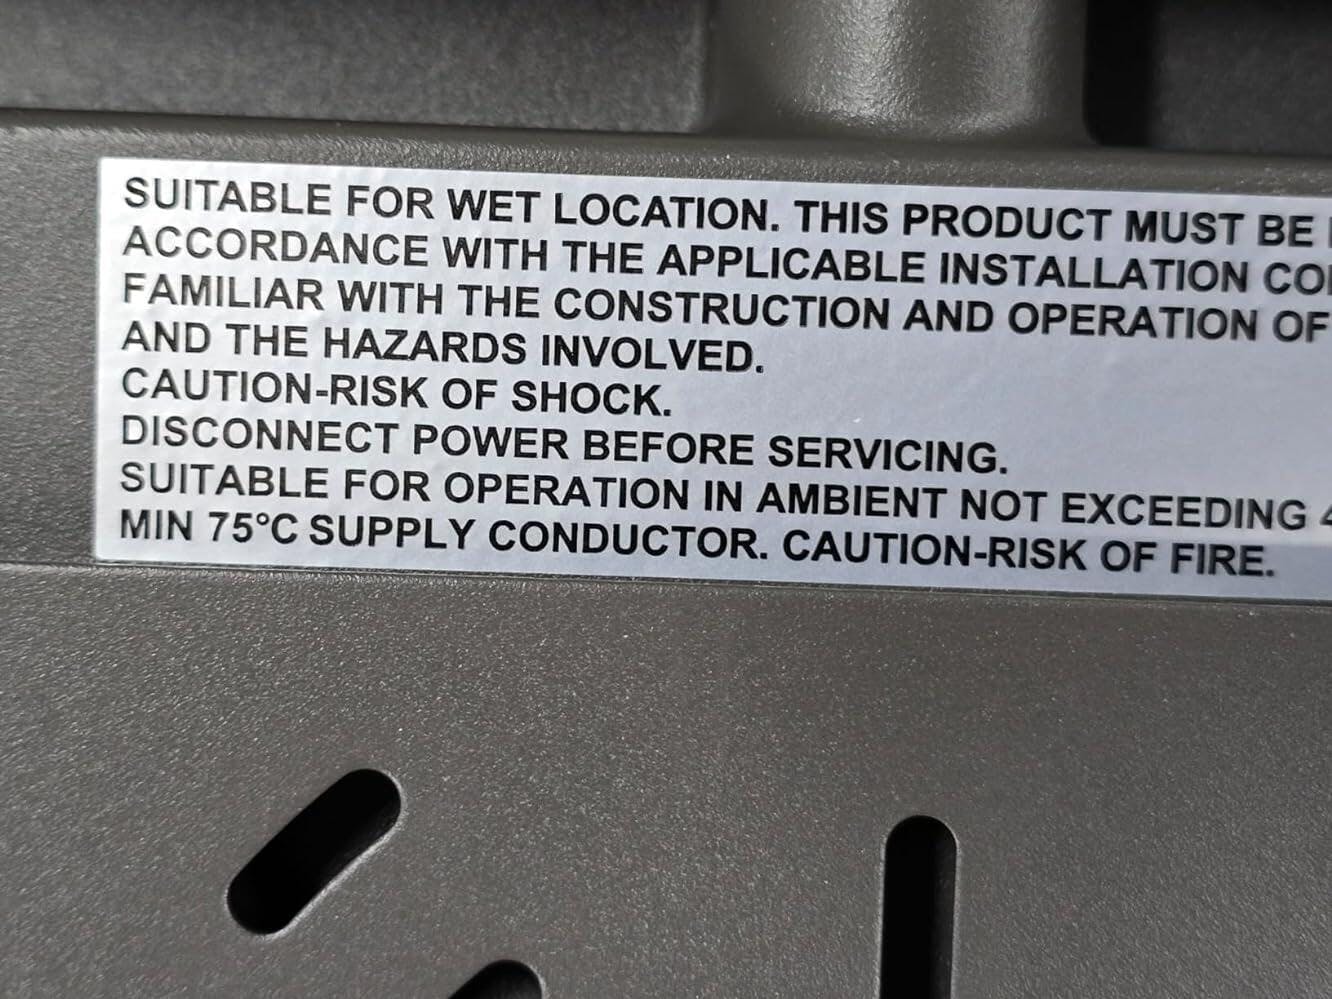 SUITABLE FOR WET LOCATION. THIS PRODUCT MUST BE
ACCORDANCE WITH THE APPLICABLE INSTALLATION
FAMILIAR WITH THE CONSTRUCTION AND OPERATION OF
AND THE HAZARDS INVOLVED.
CAUTION-RISK OF SHOCK.
DISCONNECT POWER BEFORE SERVICING.
SUITABLE FOR OPERATION IN AMBIENT NOT EXCEEDING
MIN 75°C SUPPLY CONDUCTOR. CAUTION-RISK OF FIRE.